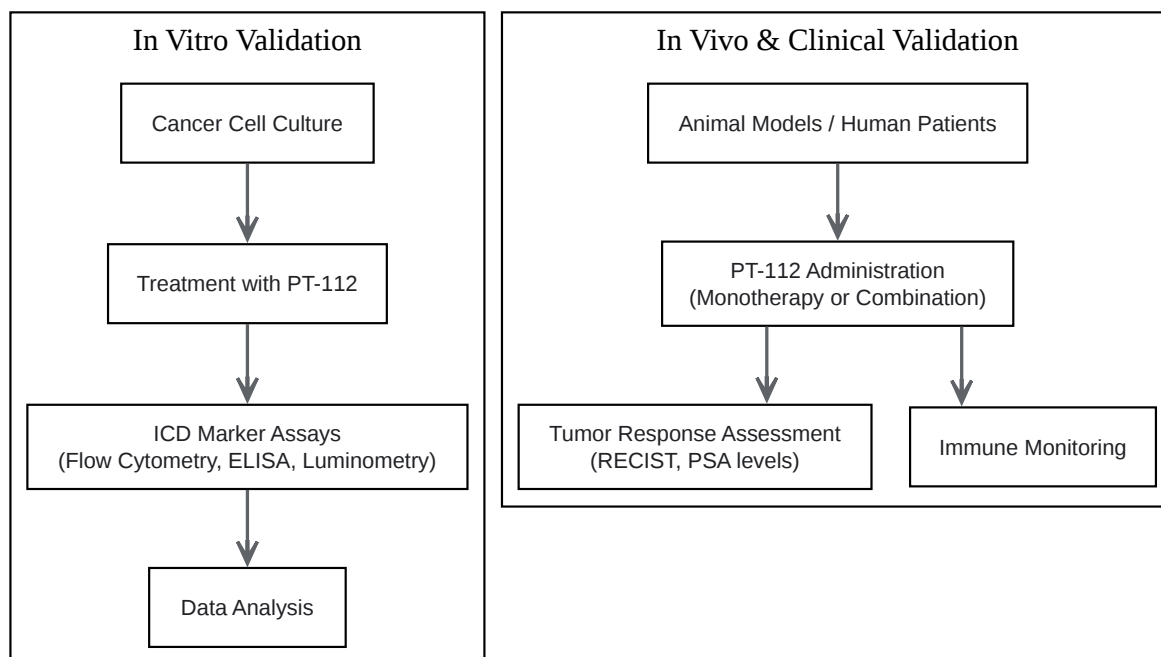 In Vitro Validation
Cancer Cell Culture
Treatment with PT-112
ICD Marker Assays
(Flow Cytometry, ELISA, Luminometry)
Data Analysis
In Vivo & Clinical Validation
Animal Models / Human Patients
PT-112 Administration
(Monotherapy or Combination)
Tumor Response Assessment
(RECIST, PSA levels)
Immune Monitoring